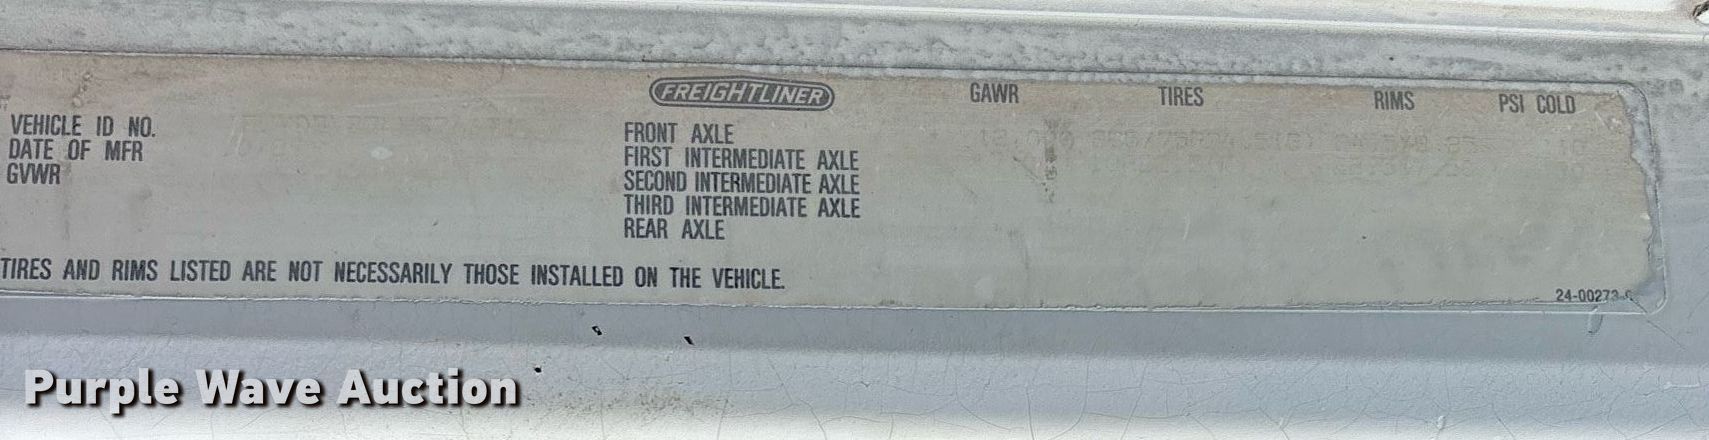 FREIGHTLINER GAWR TIRES RIMS PSI COLD
VEHICLE ID NO.
DATE OF MFR
GVWR
FRONT AXLE
FIRST INTERMEDIATE AXLE
SECOND INTERMEDIATE AXLE
THIRD INTERMEDIATE AXLE
REAR AXLE
TIRES AND RIMS LISTED ARE NOT NECESSARILY THOSE INSTALLED ON THE VEHICLE.
Purple Wave Auction